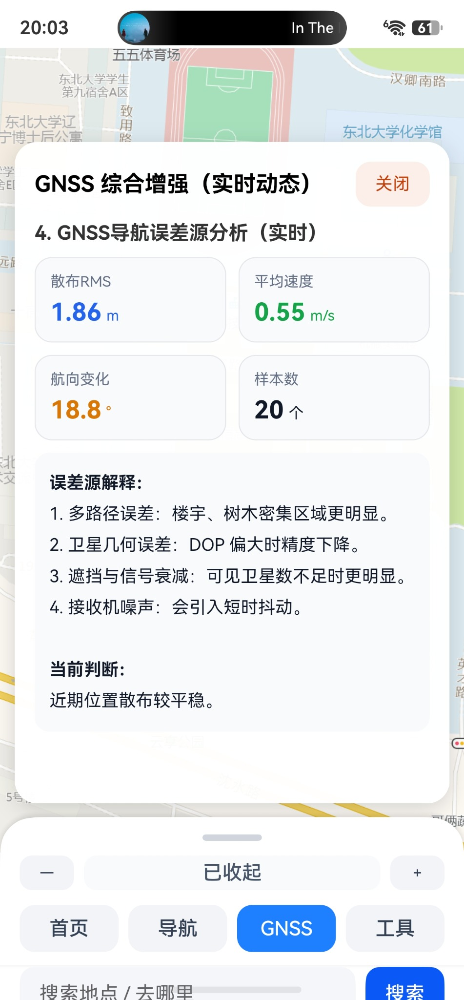 20:03
In The
6
61
五五体育场
东北大学学生
第九宿舍A区
汉卿南路
致用路
东北大学辽
宁博士后公寓
东北大学化学馆
GNSS 综合增强（实时动态）
关闭
4. GNSS导航误差源分析（实时）
散布RMS
1.86 m
平均速度
0.55 m/s
航向变化
18.8 °
样本数
20 个
误差源解释:
1. 多路径误差：楼宇、树木密集区域更明显。
2. 卫星几何误差：DOP 偏大时精度下降。
3. 遮挡与信号衰减：可见卫星数不足时更明显。
4. 接收机噪声：会引入短时抖动。
当前判断:
近期位置散布较平稳。
5号
—
已收起
+
首页
导航
GNSS
工具
搜索地点 / 去哪里
搜索